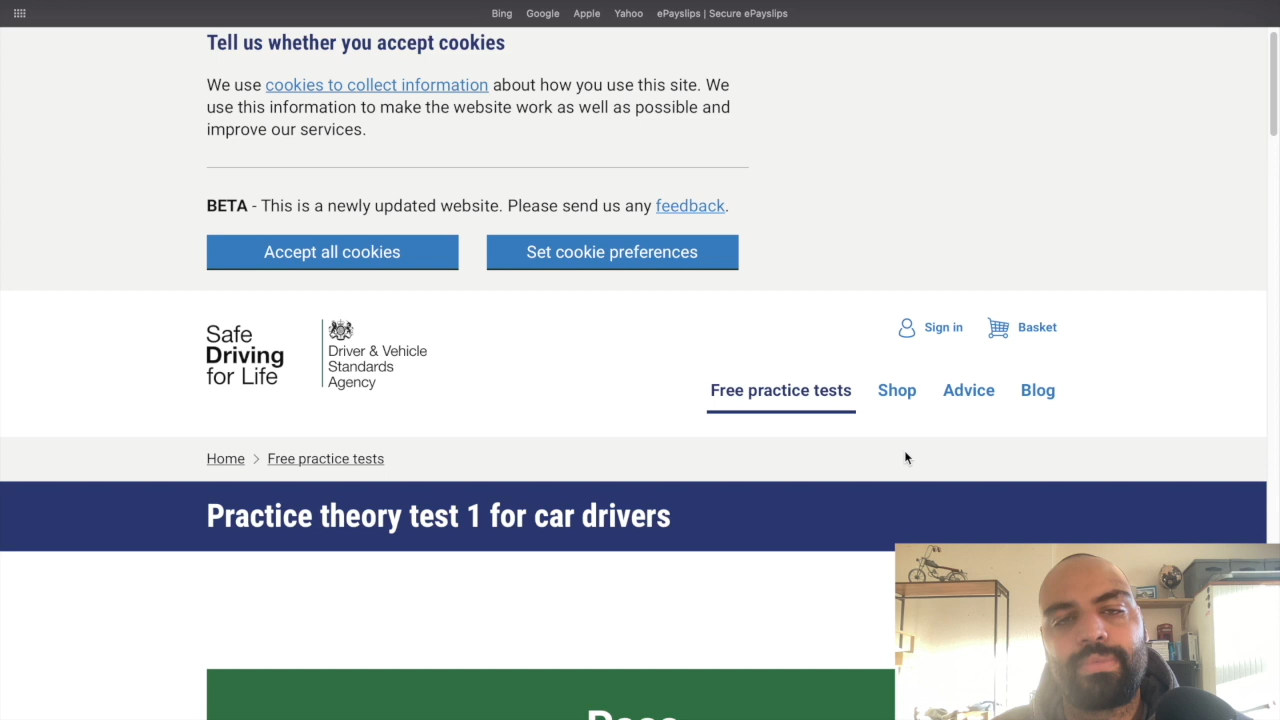 Bing Google Apple Yahoo ePayslips | Secure ePayslips
Tell us whether you accept cookies
We use cookies to collect information about how you use this site. We
use this information to make the website work as well as possible and
improve our services.
BETA - This is a newly updated website. Please send us any feedback.
Accept all cookies
Set cookie preferences
Safe
Driving
for Life
Driver & Vehicle
Standards
Agency
Sign in
Basket
Free practice tests
Shop
Advice
Blog
Home > Free practice tests
Practice theory test 1 for car drivers
Pass